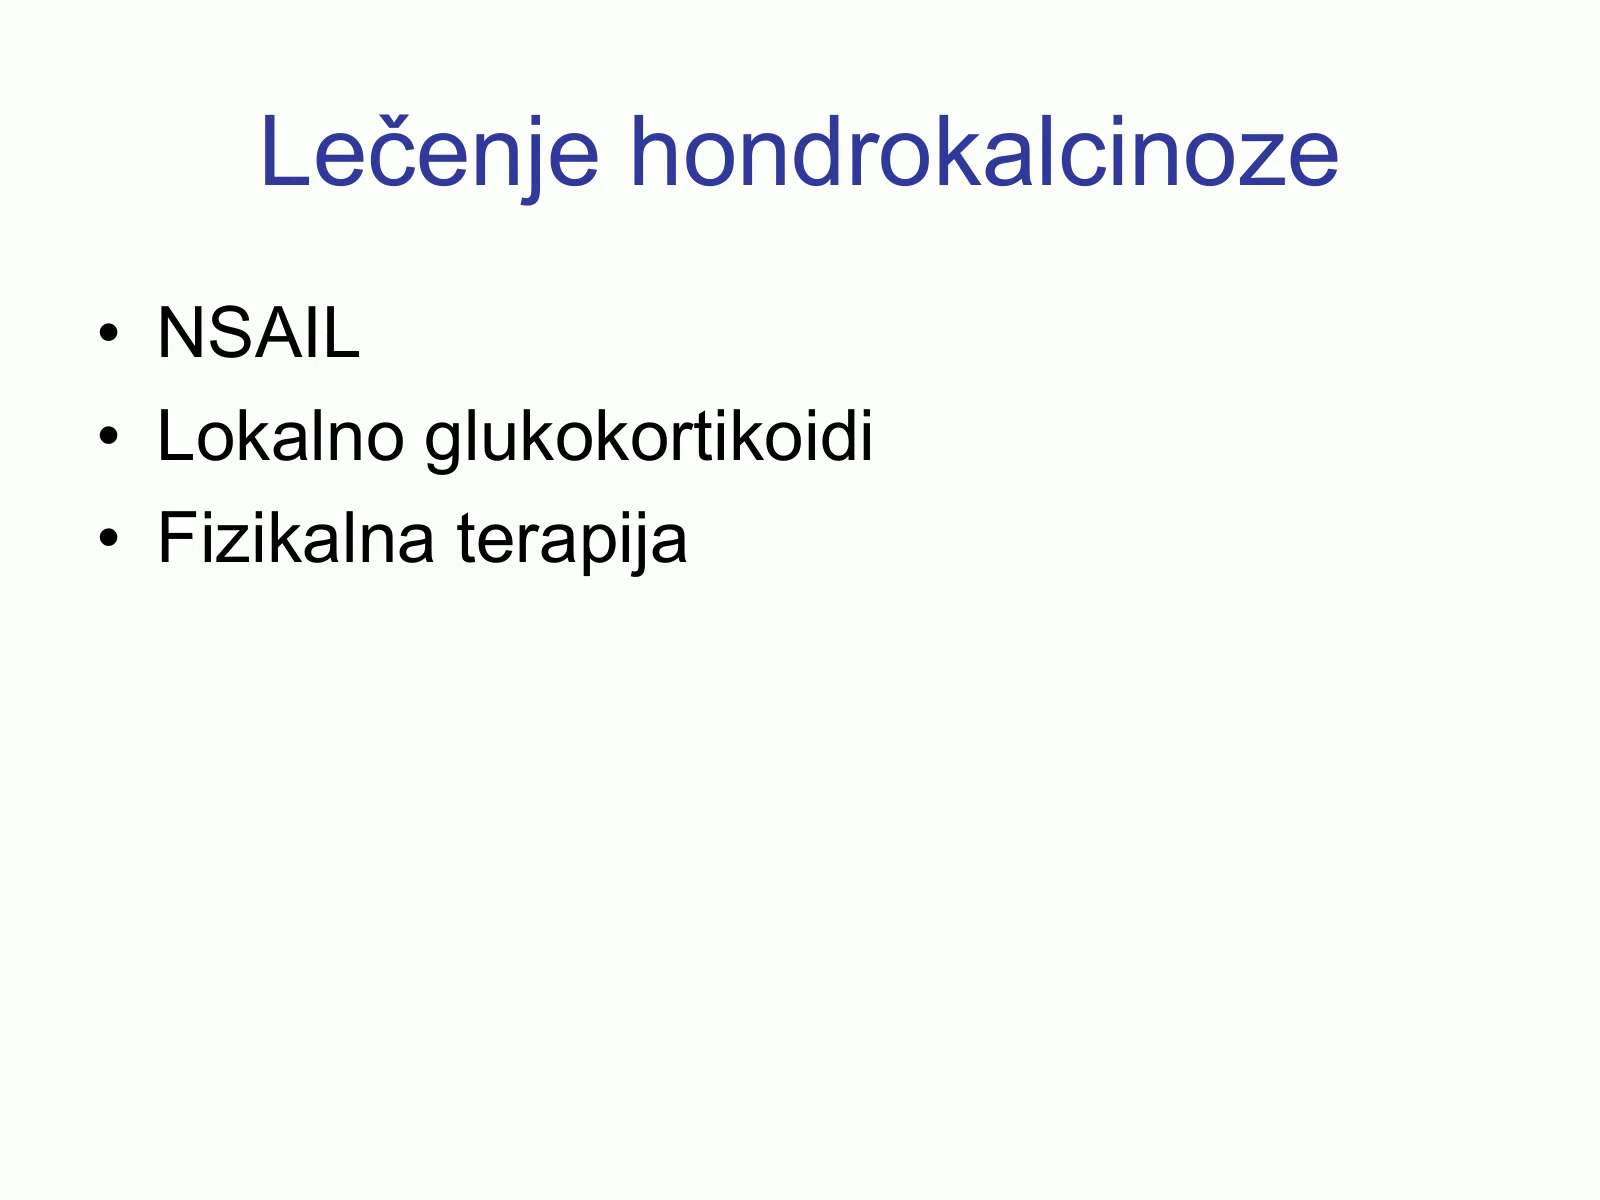 Lečenje hondrokalcinoze
• NSAIL
• Lokalno glukokortikoidi
• Fizikalna terapija